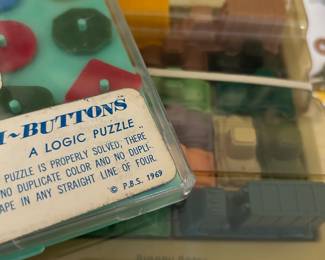 ~BUTTONS
A LOGIC PUZZLE
PUZZLE IS PROPERLY SOLVED, THERE
NO DUPLICATE COLOR AND NO DUPLI-
APE IN ANY STRAIGHT LINE OF FOUR.
© P.B.S. 1969